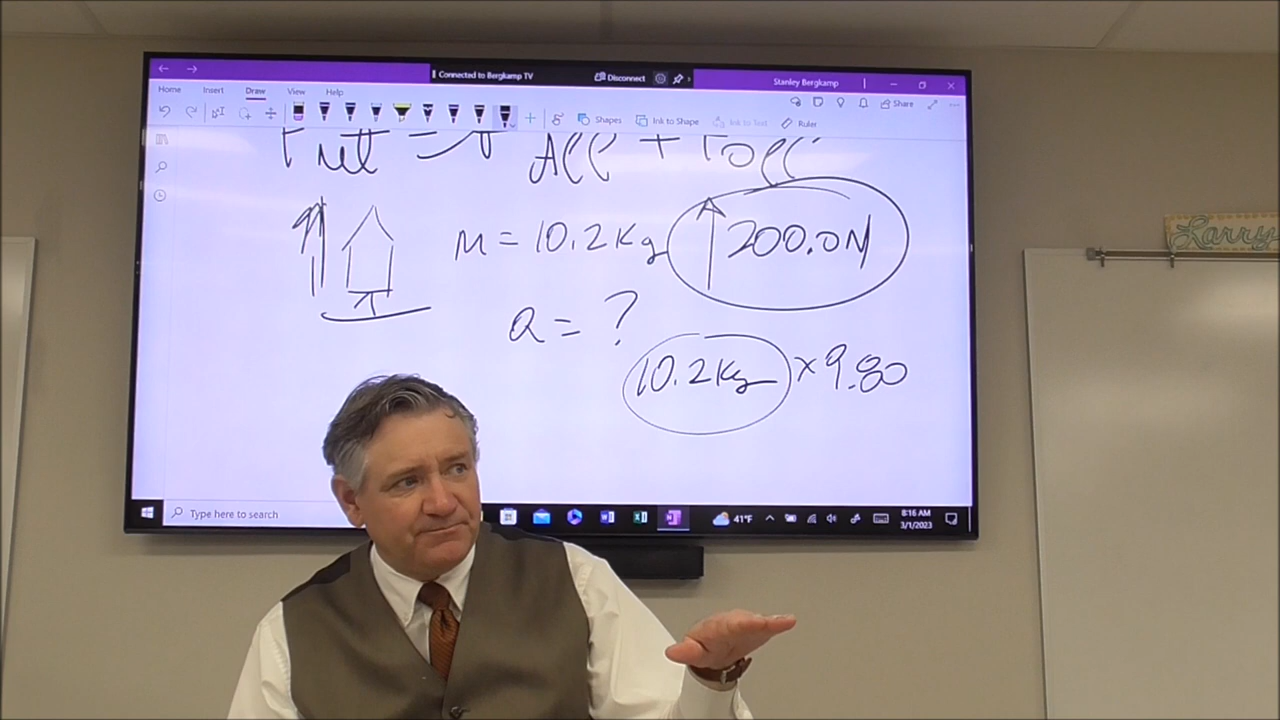 Connected to Bergkamp TV Disconnect
Stanley Bergkamp
Home Insert Draw View Help
Share
Shapes Ink to Shape Ink to Text Ruler
m = 10.2 kg 200.0N
a = ?
10.2 kg × 9.80
Type here to search
41°F
8:16 AM
3/1/2023
Larry